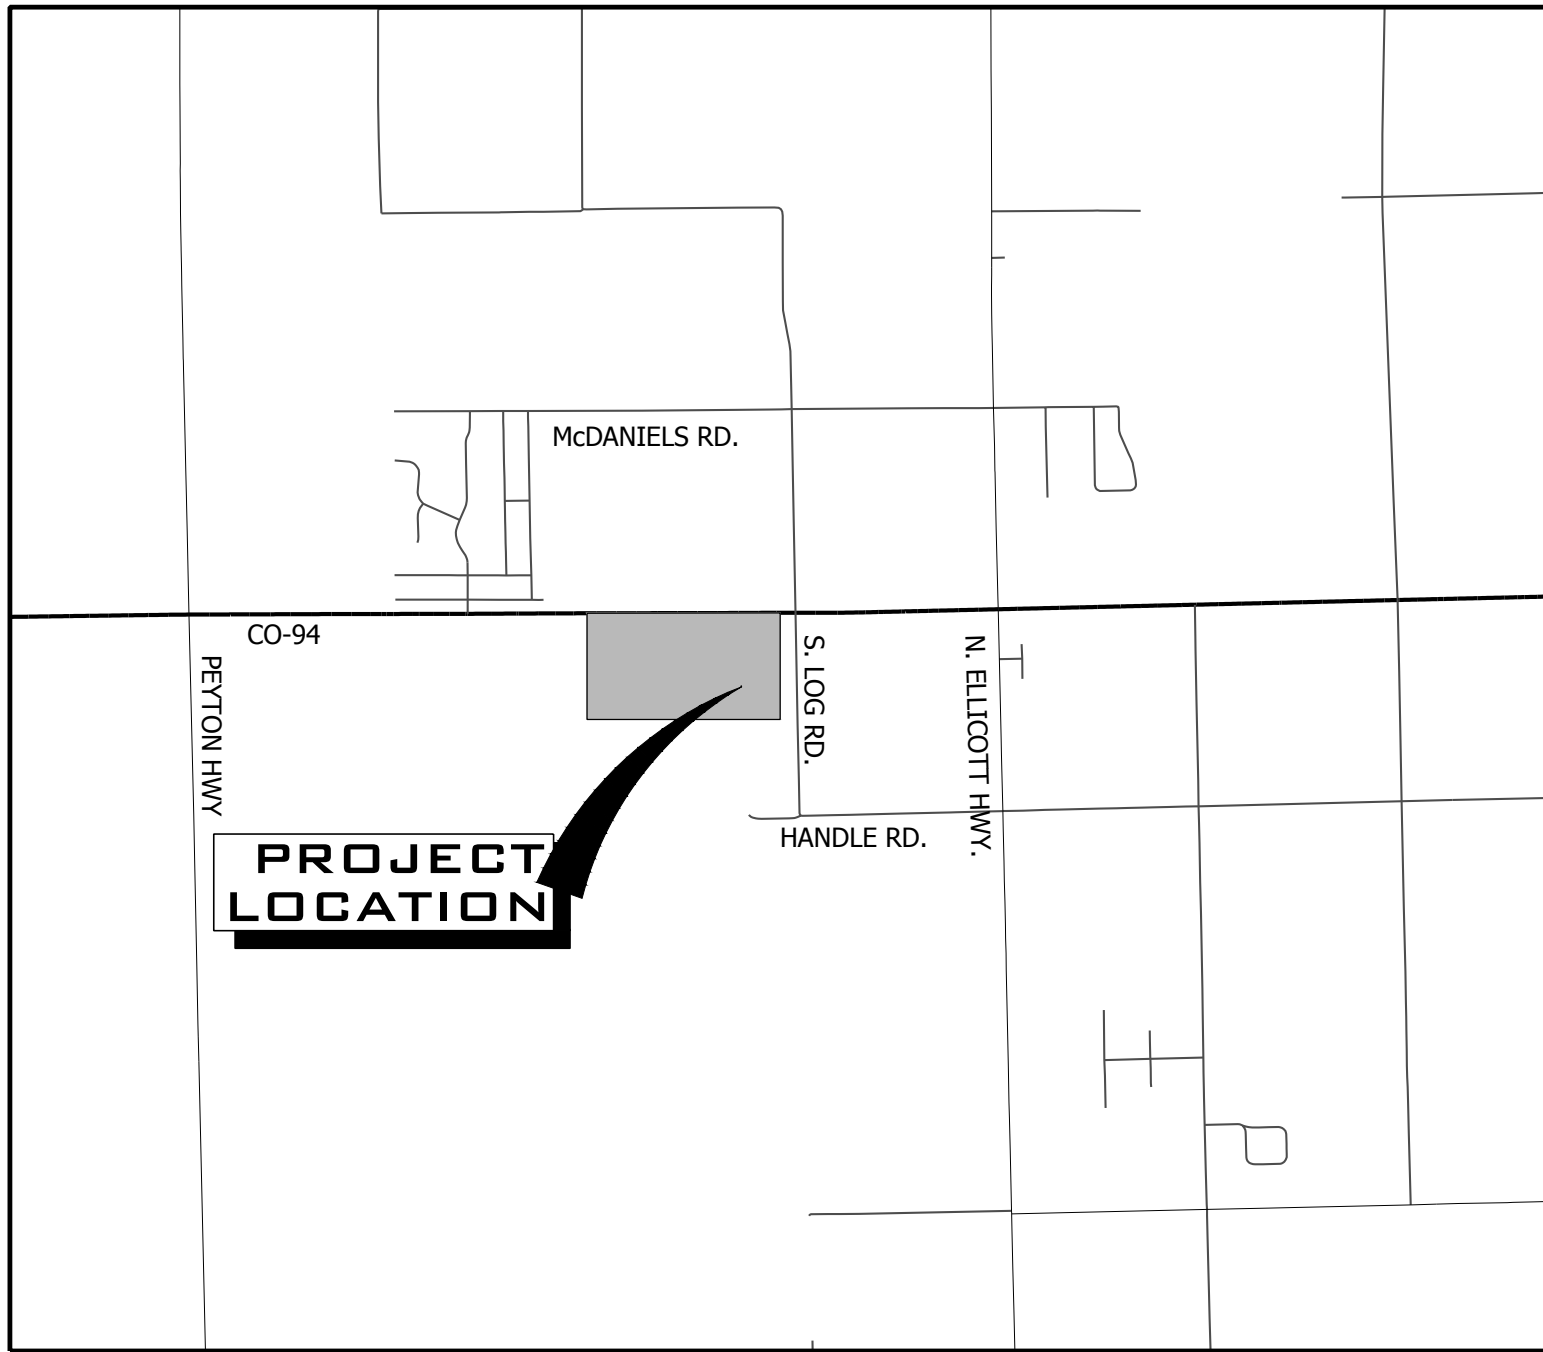 McDANIELS RD.
CO-94
PEYTON HWY
S. LOG RD.
N. ELLICOTT HWY.
HANDLE RD.
PROJECT
LOCATION